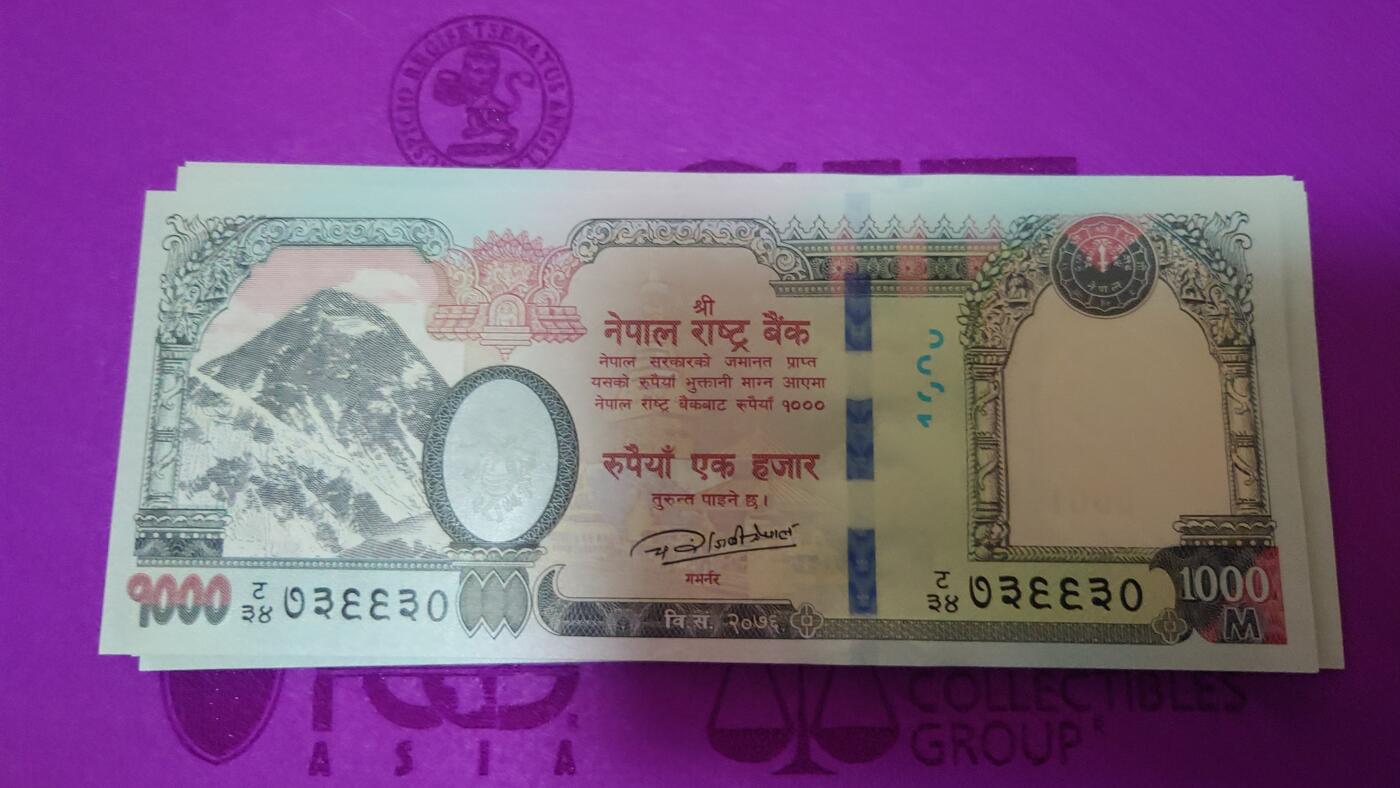 श्री
नेपाल राष्ट्र बैंक
नेपाल सरकारको जमानत प्राप्त
यसको रुपैयाँ भुक्तानी माग्न आएमा
नेपाल राष्ट्र बैंकबाट रुपैयाँ १०००
रुपैयाँ एक हजार
तुरुन्त पाइने छ।
गभर्नर
१०००
ट
३४ ७३६६३०
वि.सं. २०७६
ट
३४ ७३६६३०
1000
M
१०००
ASIA
COLLECTIBLES
GROUP